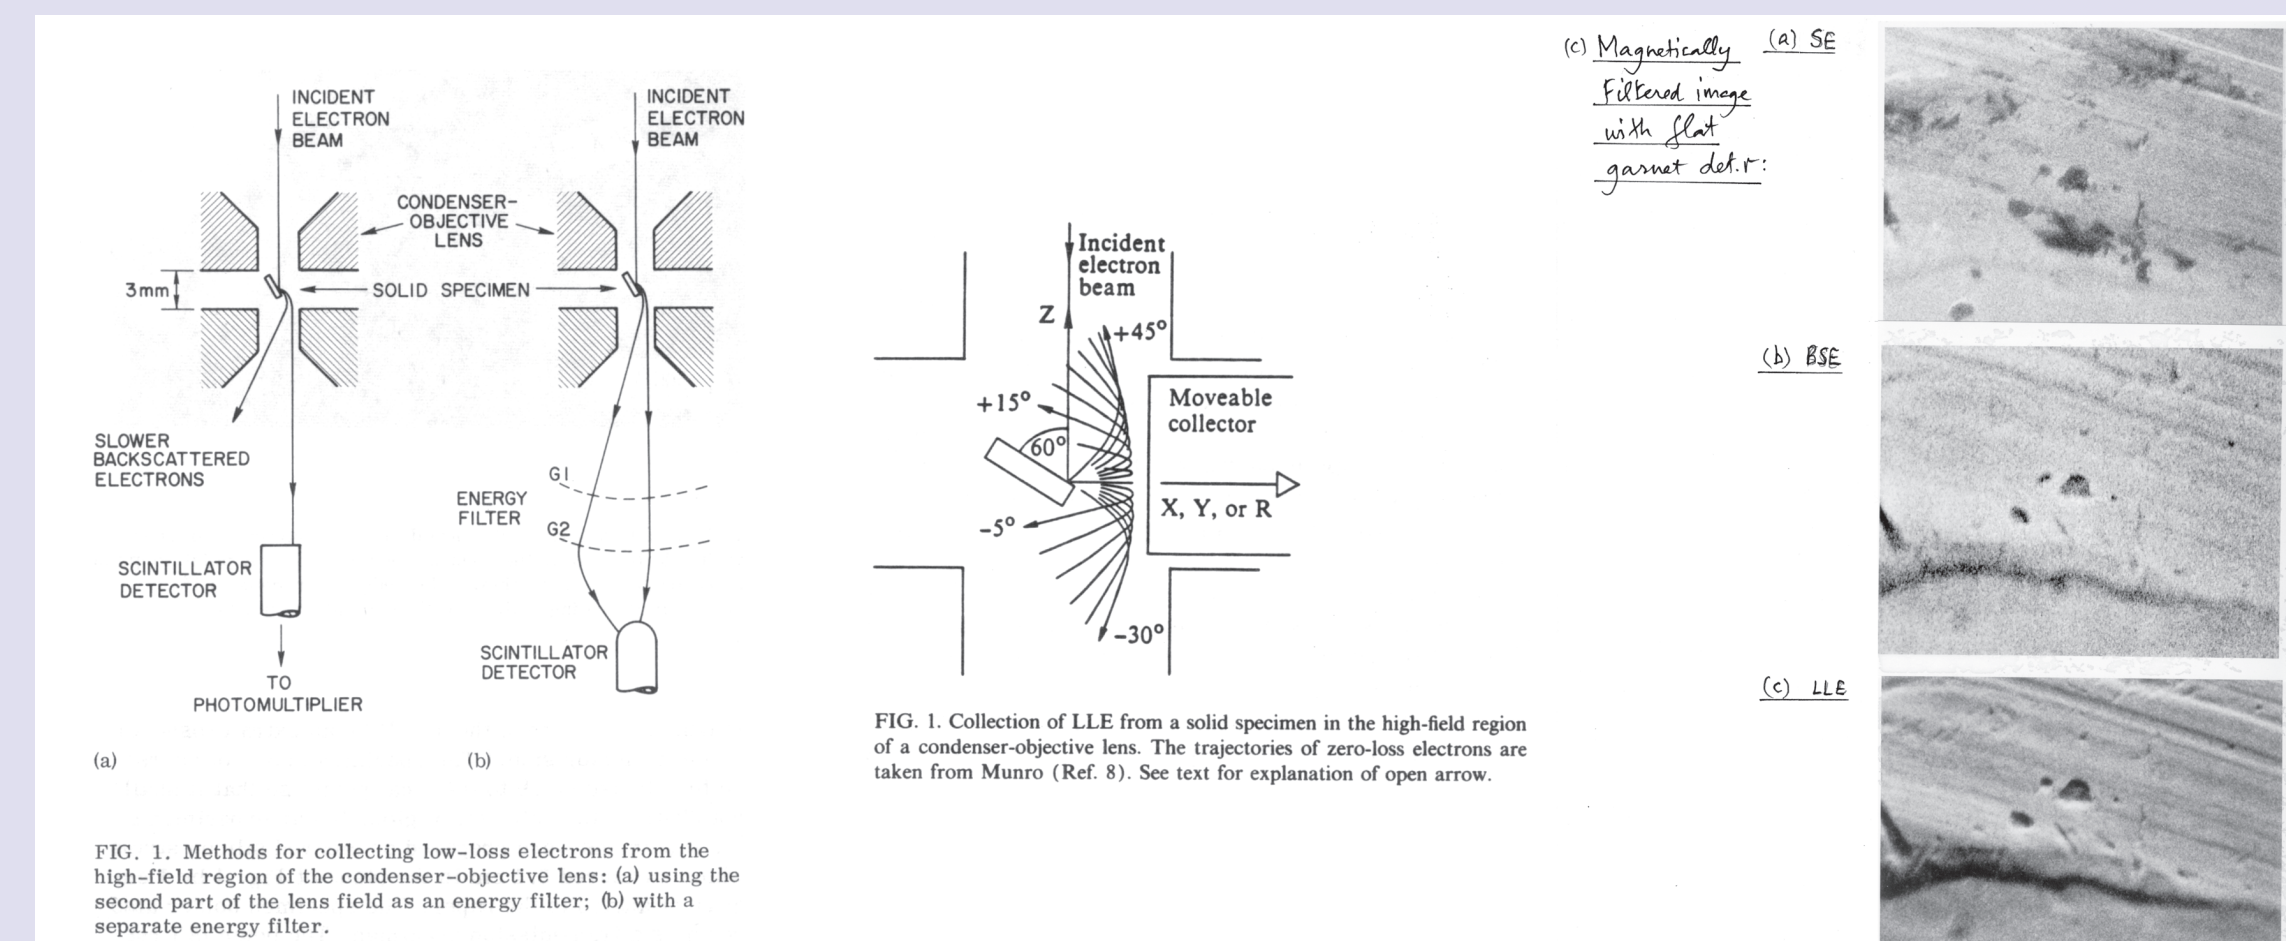 INCIDENT
ELECTRON
BEAM
INCIDENT
ELECTRON
BEAM
CONDENSER-
OBJECTIVE
LENS
3mm
SOLID SPECIMEN
SLOWER
BACKSCATTERED
ELECTRONS
G1
ENERGY
FILTER
G2
SCINTILLATOR
DETECTOR
SCINTILLATOR
DETECTOR
TO
PHOTOMULTIPLIER
(a)
(b)
FIG. 1. Methods for collecting low-loss electrons from the
high-field region of the condenser-objective lens: (a) using the
second part of the lens field as an energy filter; (b) with a
separate energy filter.
Incident
electron
beam
Z
+45°
+15°
60°
Moveable
collector
X, Y, or R
-5°
-30°
FIG. 1. Collection of LLE from a solid specimen in the high-field region
of a condenser-objective lens. The trajectories of zero-loss electrons are
taken from Munro (Ref. 8). See text for explanation of open arrow.
(c) Magnetically
Filtered image
with flat
garnet det.r:
(a) SE
(b) BSE
(c) LLE